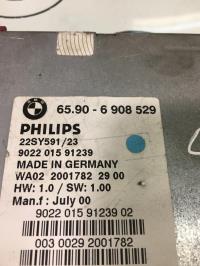 BMW
65.90 - 6 908 529
PHILIPS
22SY591/23
9022 015 91239
MADE IN GERMANY
WA02 2001782 29 00
HW: 1.0 / SW: 1.00
Man.f : July 00
9022 015 91239 02
003 0029 2001782